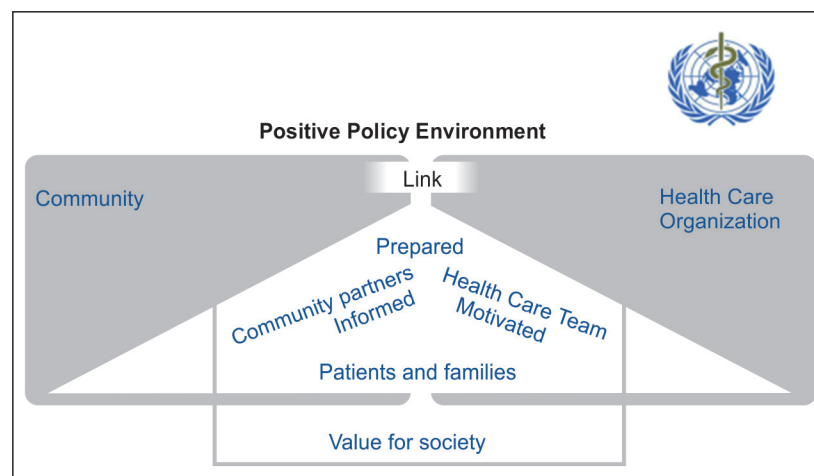 Positive Policy Environment
Link
Community
Health Care
Organization
Prepared
Community partners
Informed
Health Care Team
Motivated
Patients and families
Value for society